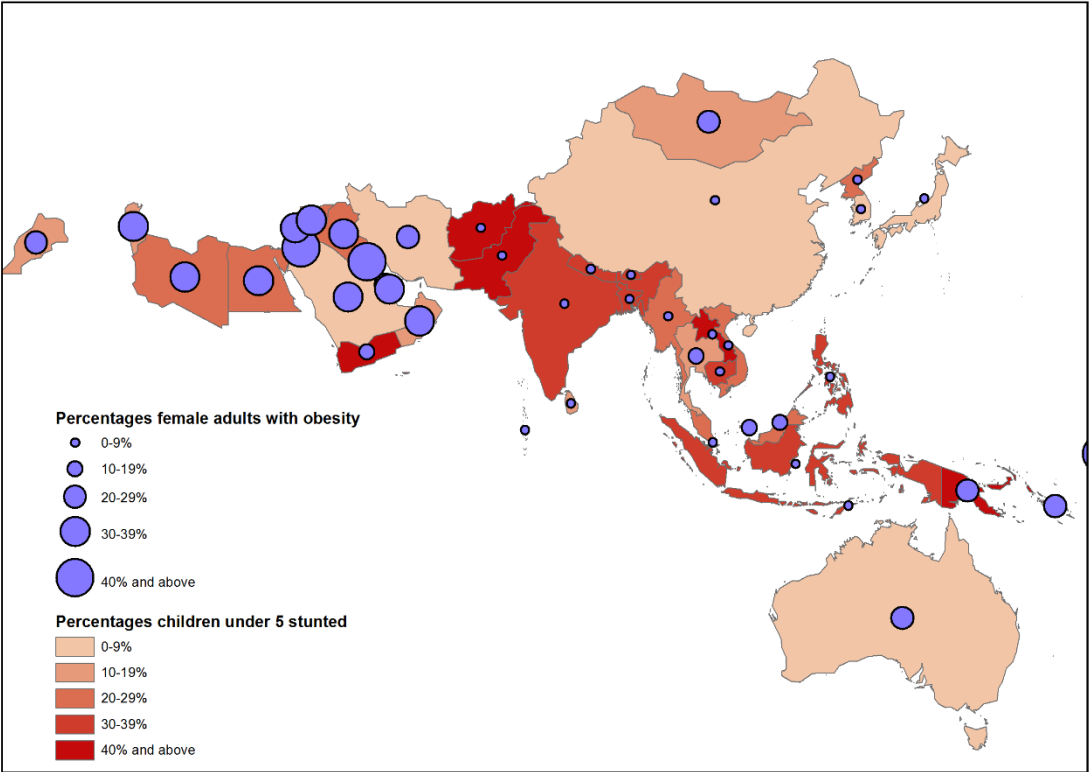 Percentages female adults with obesity
0-9%
10-19%
20-29%
30-39%
40% and above
Percentages children under 5 stunted
0-9%
10-19%
20-29%
30-39%
40% and above